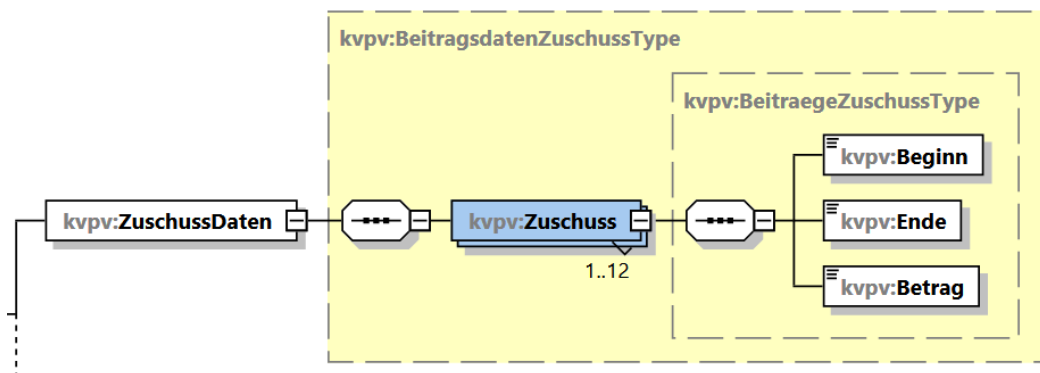 kvpv:BeitragsdatenZuschussType
kvpv:BeitraegeZuschussType
kvpv:Beginn
kvpv:ZuschussDaten
kvpv:Zuschuss
kvpv:Ende
1..12
kvpv:Betrag